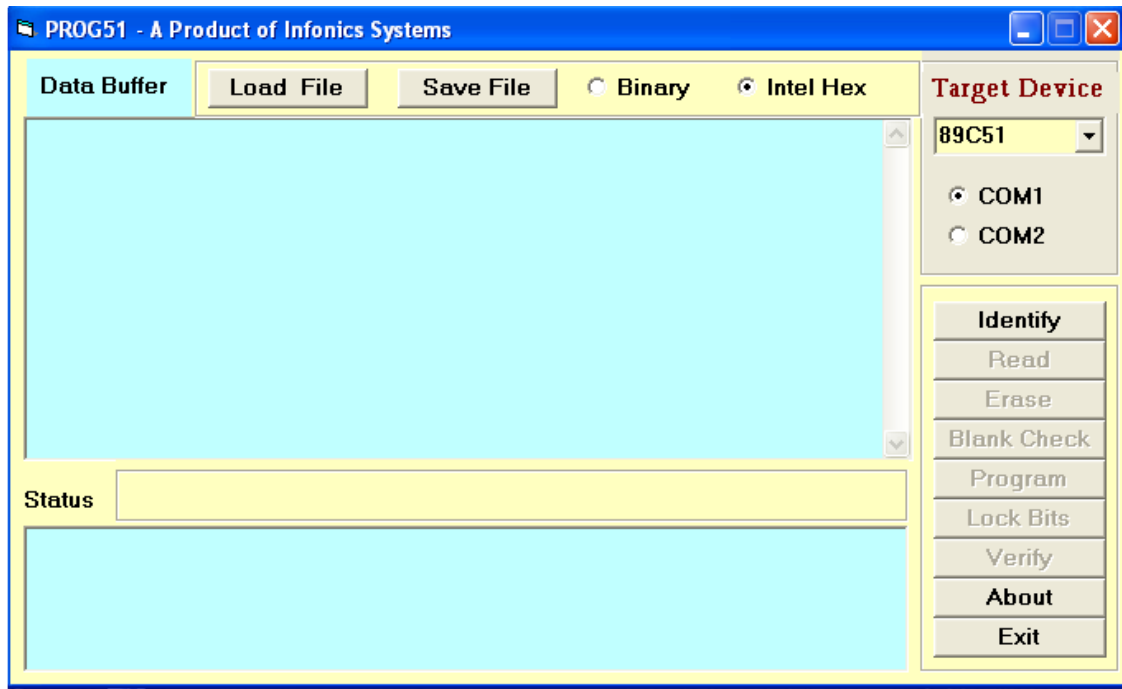 PROG51 - A Product of Infonics Systems
Data Buffer
Load File
Save File
Binary
Intel Hex
Target Device
89C51
COM1
COM2
Identify
Read
Erase
Blank Check
Program
Lock Bits
Verify
About
Exit
Status